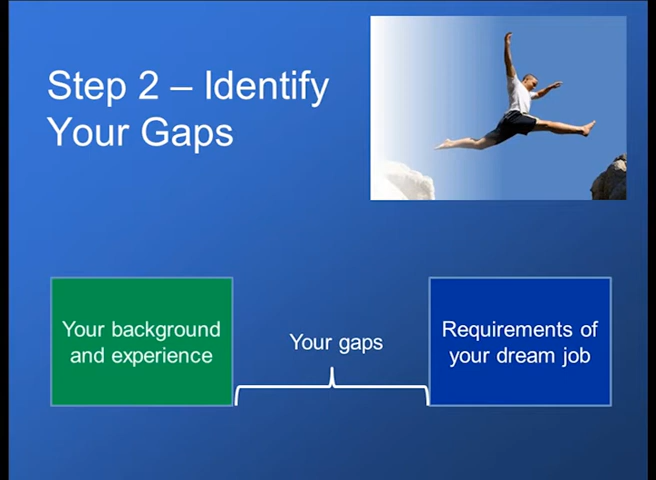 Step 2 – Identify
Your Gaps
Your background
and experience
Your gaps
Requirements of
your dream job